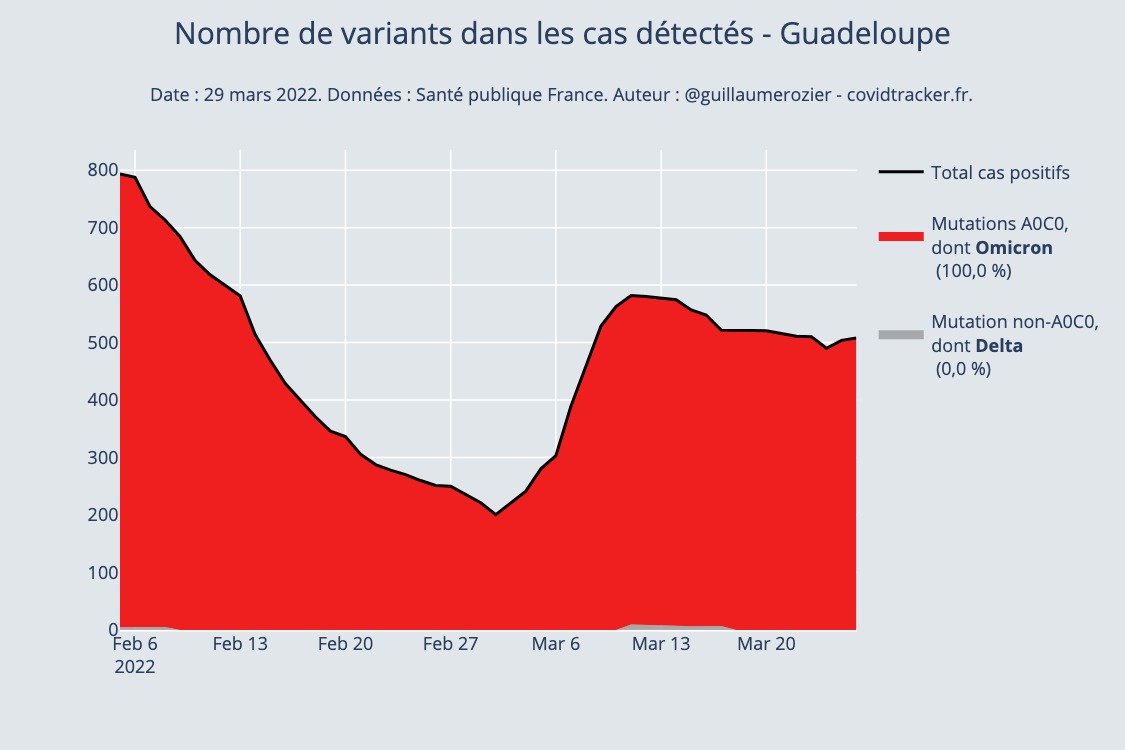 Nombre de variants dans les cas détectés - Guadeloupe
Date : 29 mars 2022. Données : Santé publique France. Auteur : @guillaumerozier - covidtracker.fr.
800
700
600
500
400
300
200
100
0
Feb 6
2022
Feb 13
Feb 20
Feb 27
Mar 6
Mar 13
Mar 20
Total cas positifs
Mutations A0C0,
dont Omicron
(100,0 %)
Mutation non-A0C0,
dont Delta
(0,0 %)